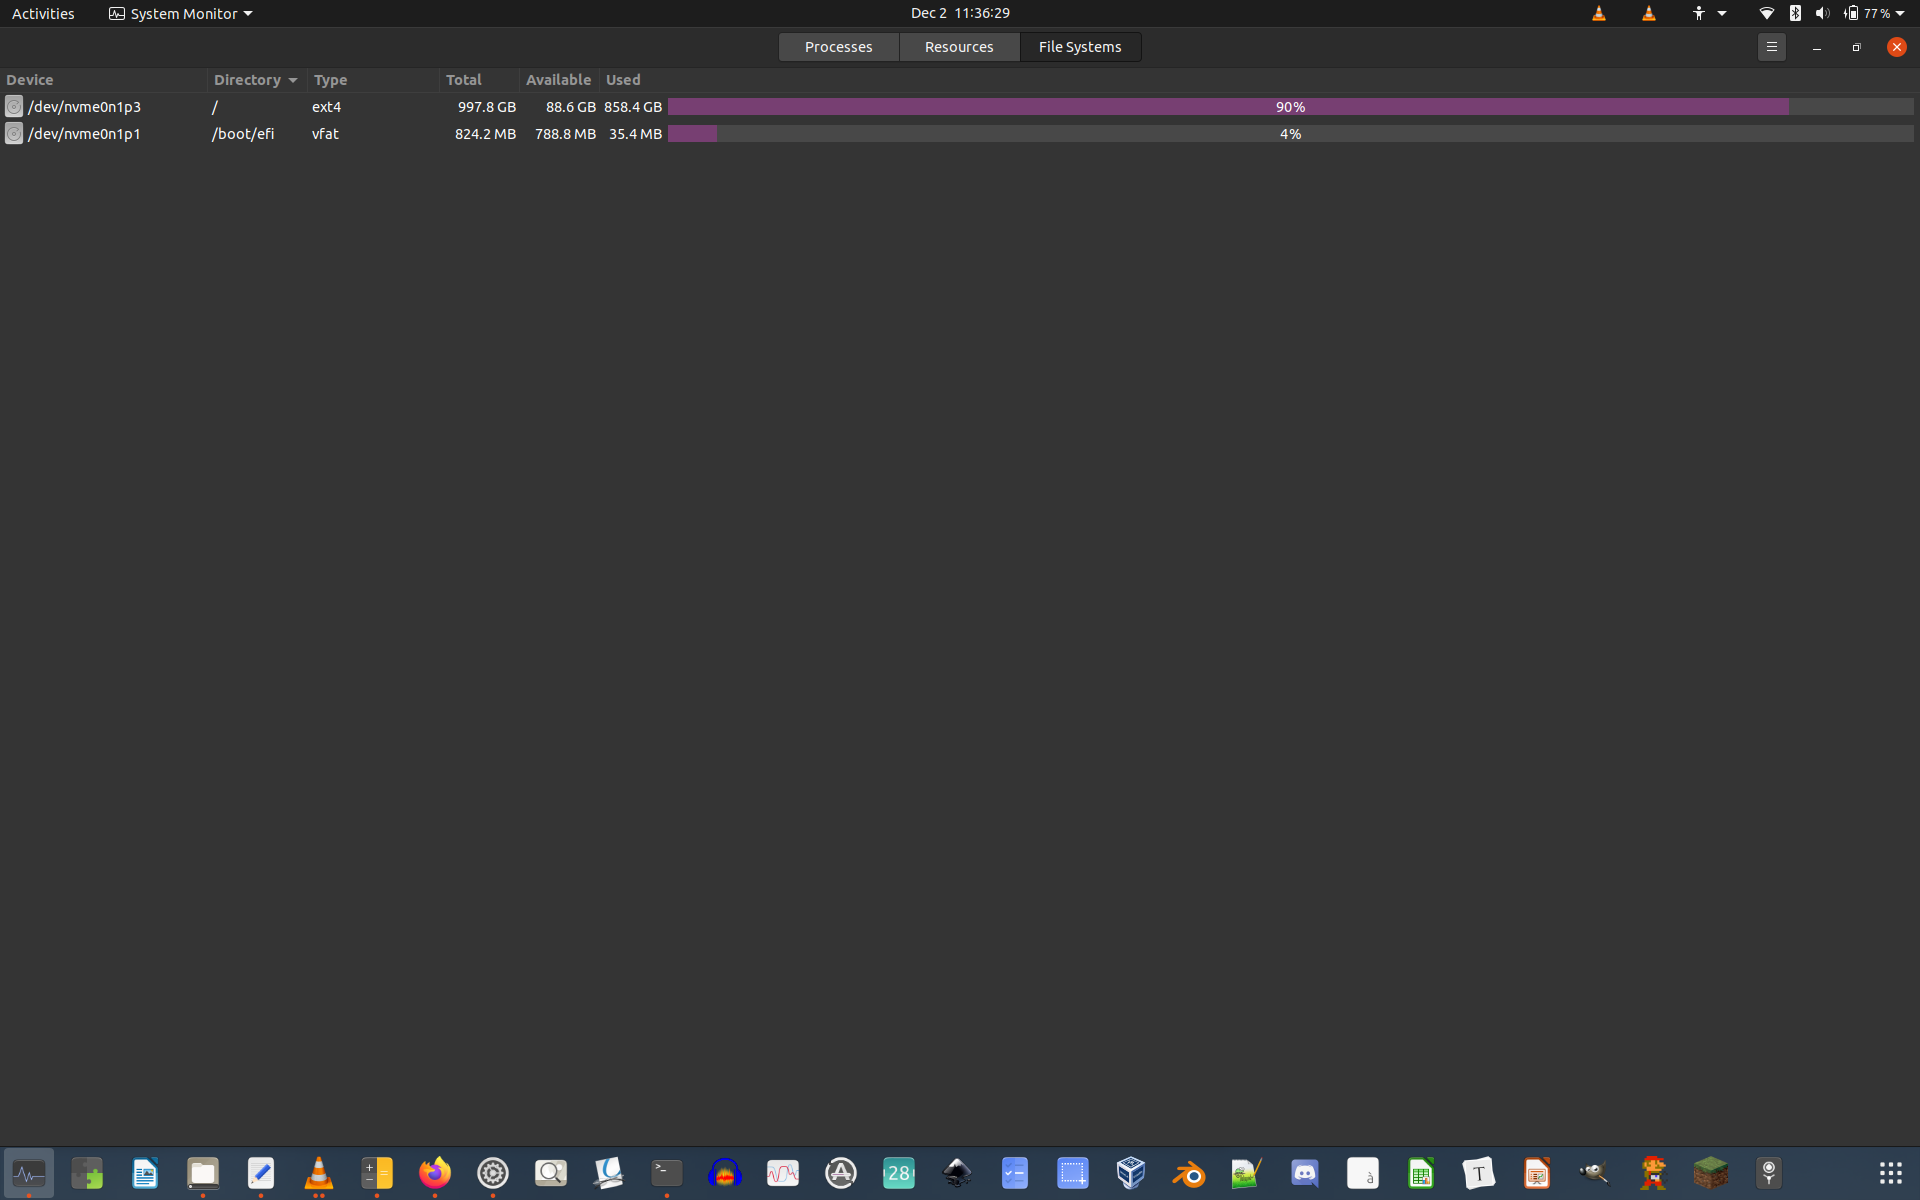 Activities System Monitor Dec 2 11:36:29 77%
Processes Resources File Systems
Device Directory Type Total Available Used
/dev/nvme0n1p3 / ext4 997.8 GB 88.6 GB 858.4 GB 90%
/dev/nvme0n1p1 /boot/efi vfat 824.2 MB 788.8 MB 35.4 MB 4%
>_ 28 à T